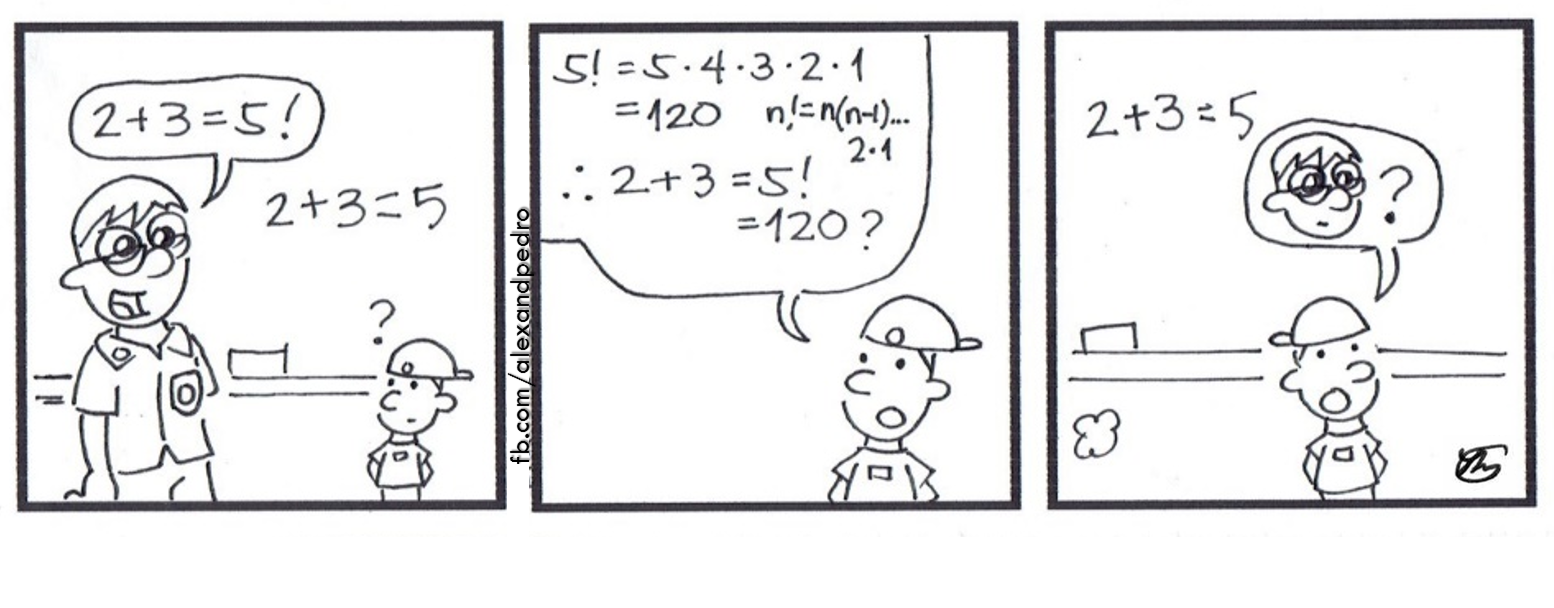 2+3=5!
2+3=5
?
fb.com/alexandpedro
5! = 5·4·3·2·1
=120 n!=n(n-1)...
2·1
∴ 2+3=5!
=120?
2+3=5
?